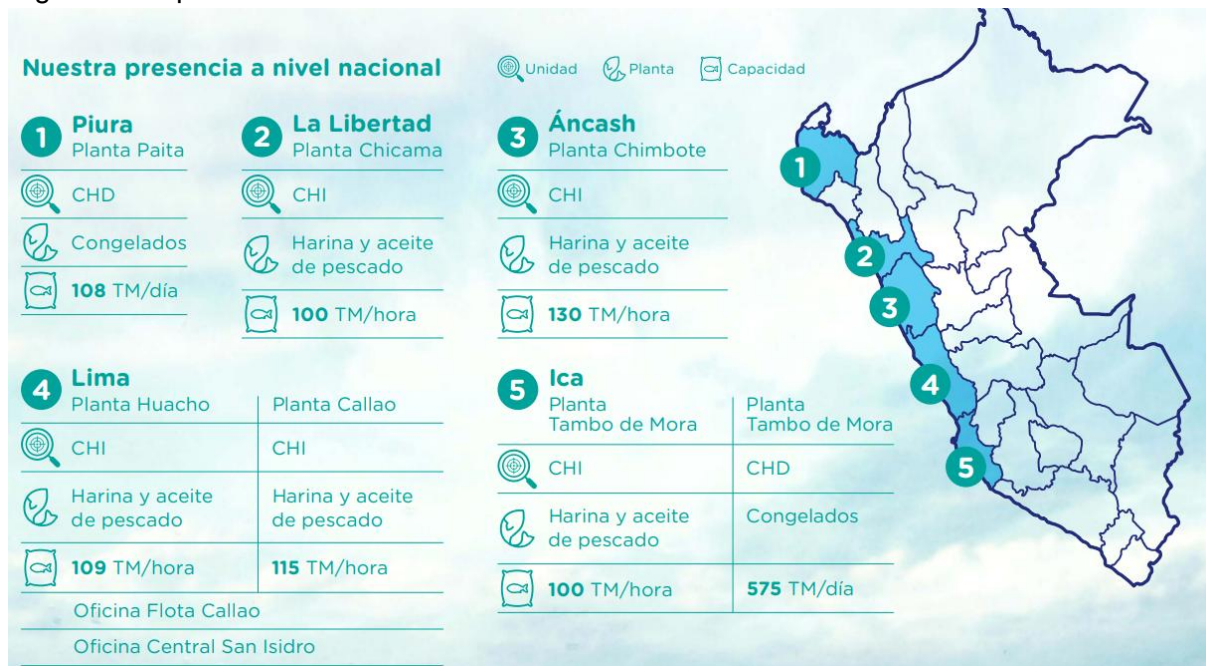 Nuestra presencia a nivel nacional
Unidad
Planta
Capacidad
1
Piura
Planta Paita
CHD
Congelados
108 TM/día
2
La Libertad
Planta Chicama
CHI
Harina y aceite
de pescado
100 TM/hora
3
Áncash
Planta Chimbote
CHI
Harina y aceite
de pescado
130 TM/hora
4
Lima
Planta Huacho
CHI
Harina y aceite
de pescado
109 TM/hora
Planta Callao
CHI
Harina y aceite
de pescado
115 TM/hora
Oficina Flota Callao
Oficina Central San Isidro
5
Ica
Planta
Tambo de Mora
CHI
Harina y aceite
de pescado
100 TM/hora
Planta
Tambo de Mora
CHD
Congelados
575 TM/día
1
2
3
4
5